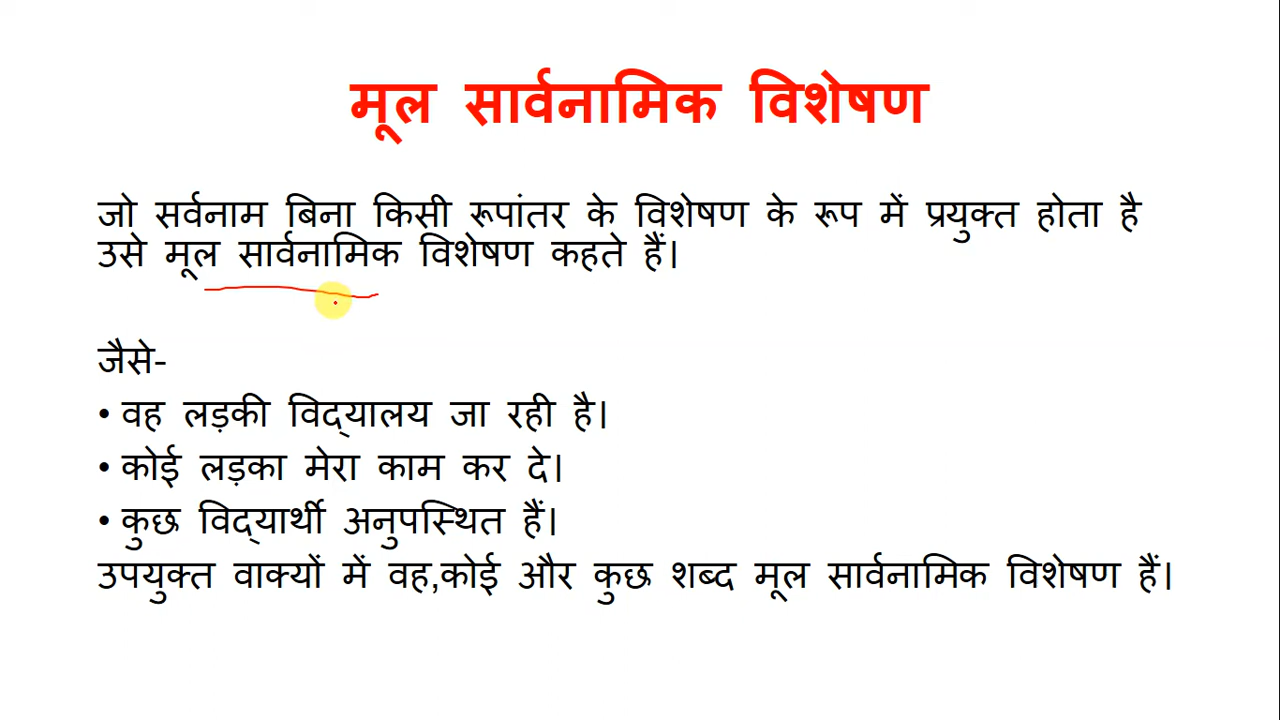 मूल सार्वनामिक विशेषण
जो सर्वनाम बिना किसी रूपांतर के विशेषण के रूप में प्रयुक्त होता है
उसे मूल सार्वनामिक विशेषण कहते हैं।
जैसे-
• वह लड़की विद्यालय जा रही है।
• कोई लड़का मेरा काम कर दे।
• कुछ विद्यार्थी अनुपस्थित हैं।
उपयुक्त वाक्यों में वह,कोई और कुछ शब्द मूल सार्वनामिक विशेषण हैं।